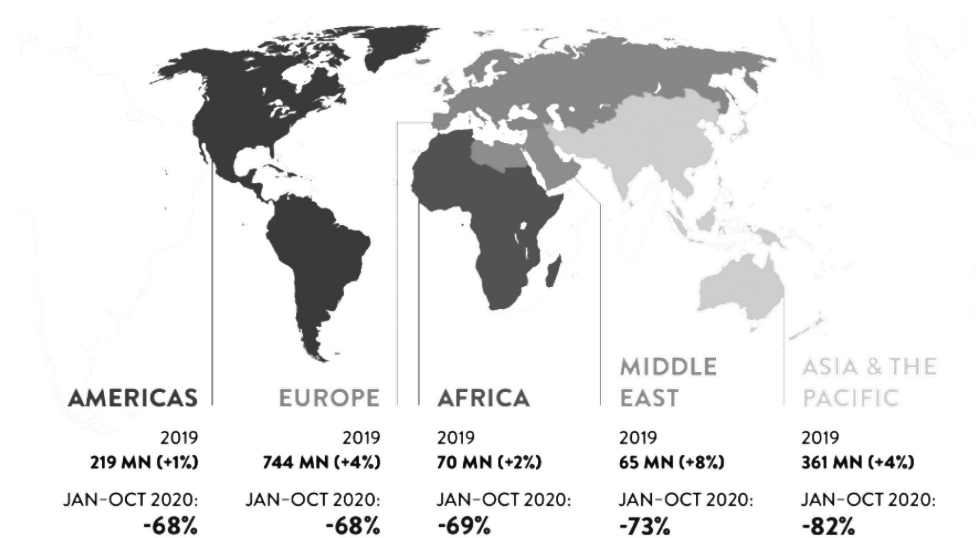 AMERICAS
2019
219 MN (+1%)
JAN-OCT 2020:
-68%
EUROPE
2019
744 MN (+4%)
JAN-OCT 2020:
-68%
AFRICA
2019
70 MN (+2%)
JAN-OCT 2020:
-69%
MIDDLE
EAST
2019
65 MN (+8%)
JAN-OCT 2020:
-73%
ASIA & THE
PACIFIC
2019
361 MN (+4%)
JAN-OCT 2020:
-82%